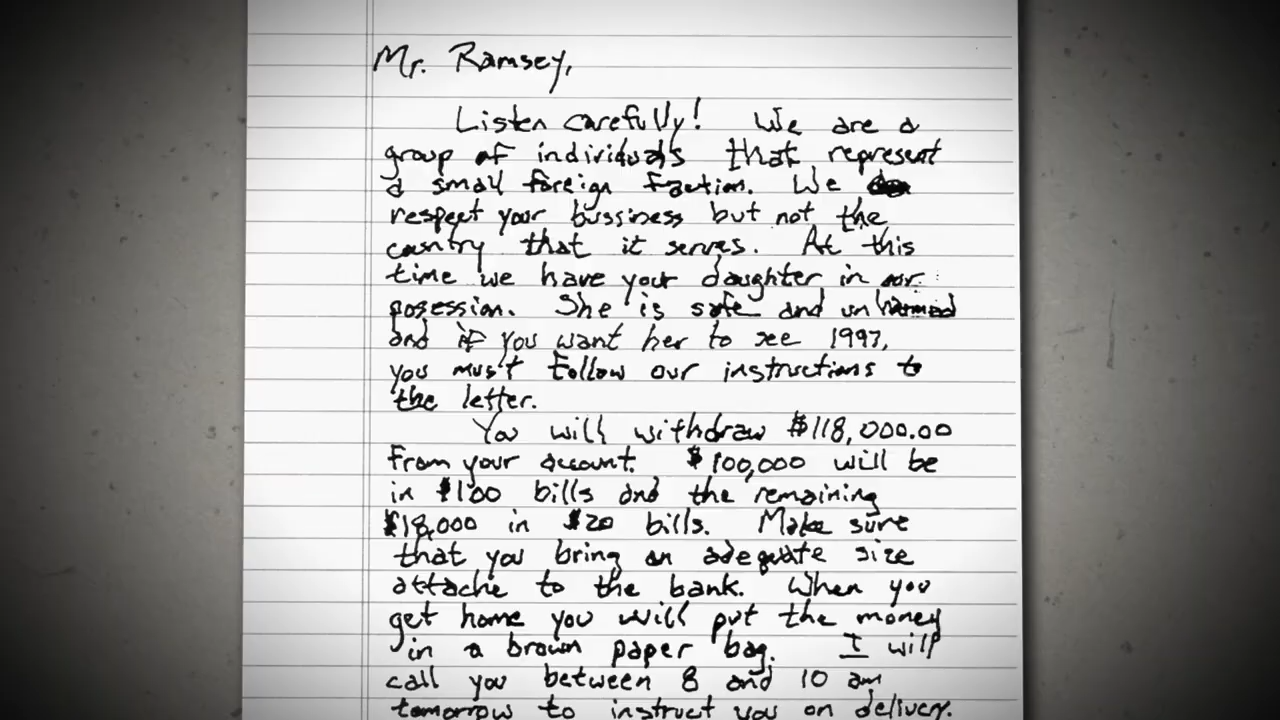 Mr. Ramsey,
Listen carefully! We are a
group of individuals that represent
a small foreign faction. We
respect your bussiness but not the
country that it serves. At this
time we have your daughter in our
posession. She is safe and unharmed
and if you want her to see 1997,
you must follow our instructions to
the letter.
You will withdraw $118,000.00
from your account. $100,000 will be
in $100 bills and the remaining
$18,000 in $20 bills. Make sure
that you bring an adequate size
attache to the bank. When you
get home you will put the money
in a brown paper bag. I will
call you between 8 and 10 am
tomorrow to instruct you on delivery.